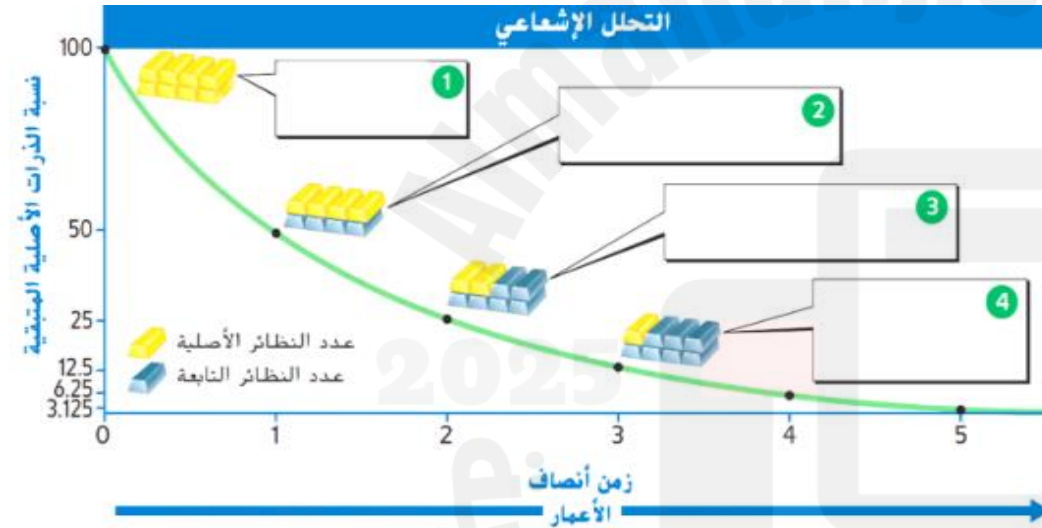 التحلل الإشعاعي
نسبة الذرات الأصلية المتبقية
100
50
25
12.5
6.25
3.125
1
2
3
4
عدد النظائر الأصلية
عدد النظائر التابعة
0 1 2 3 4 5
زمن أنصاف
الأعمار
2025